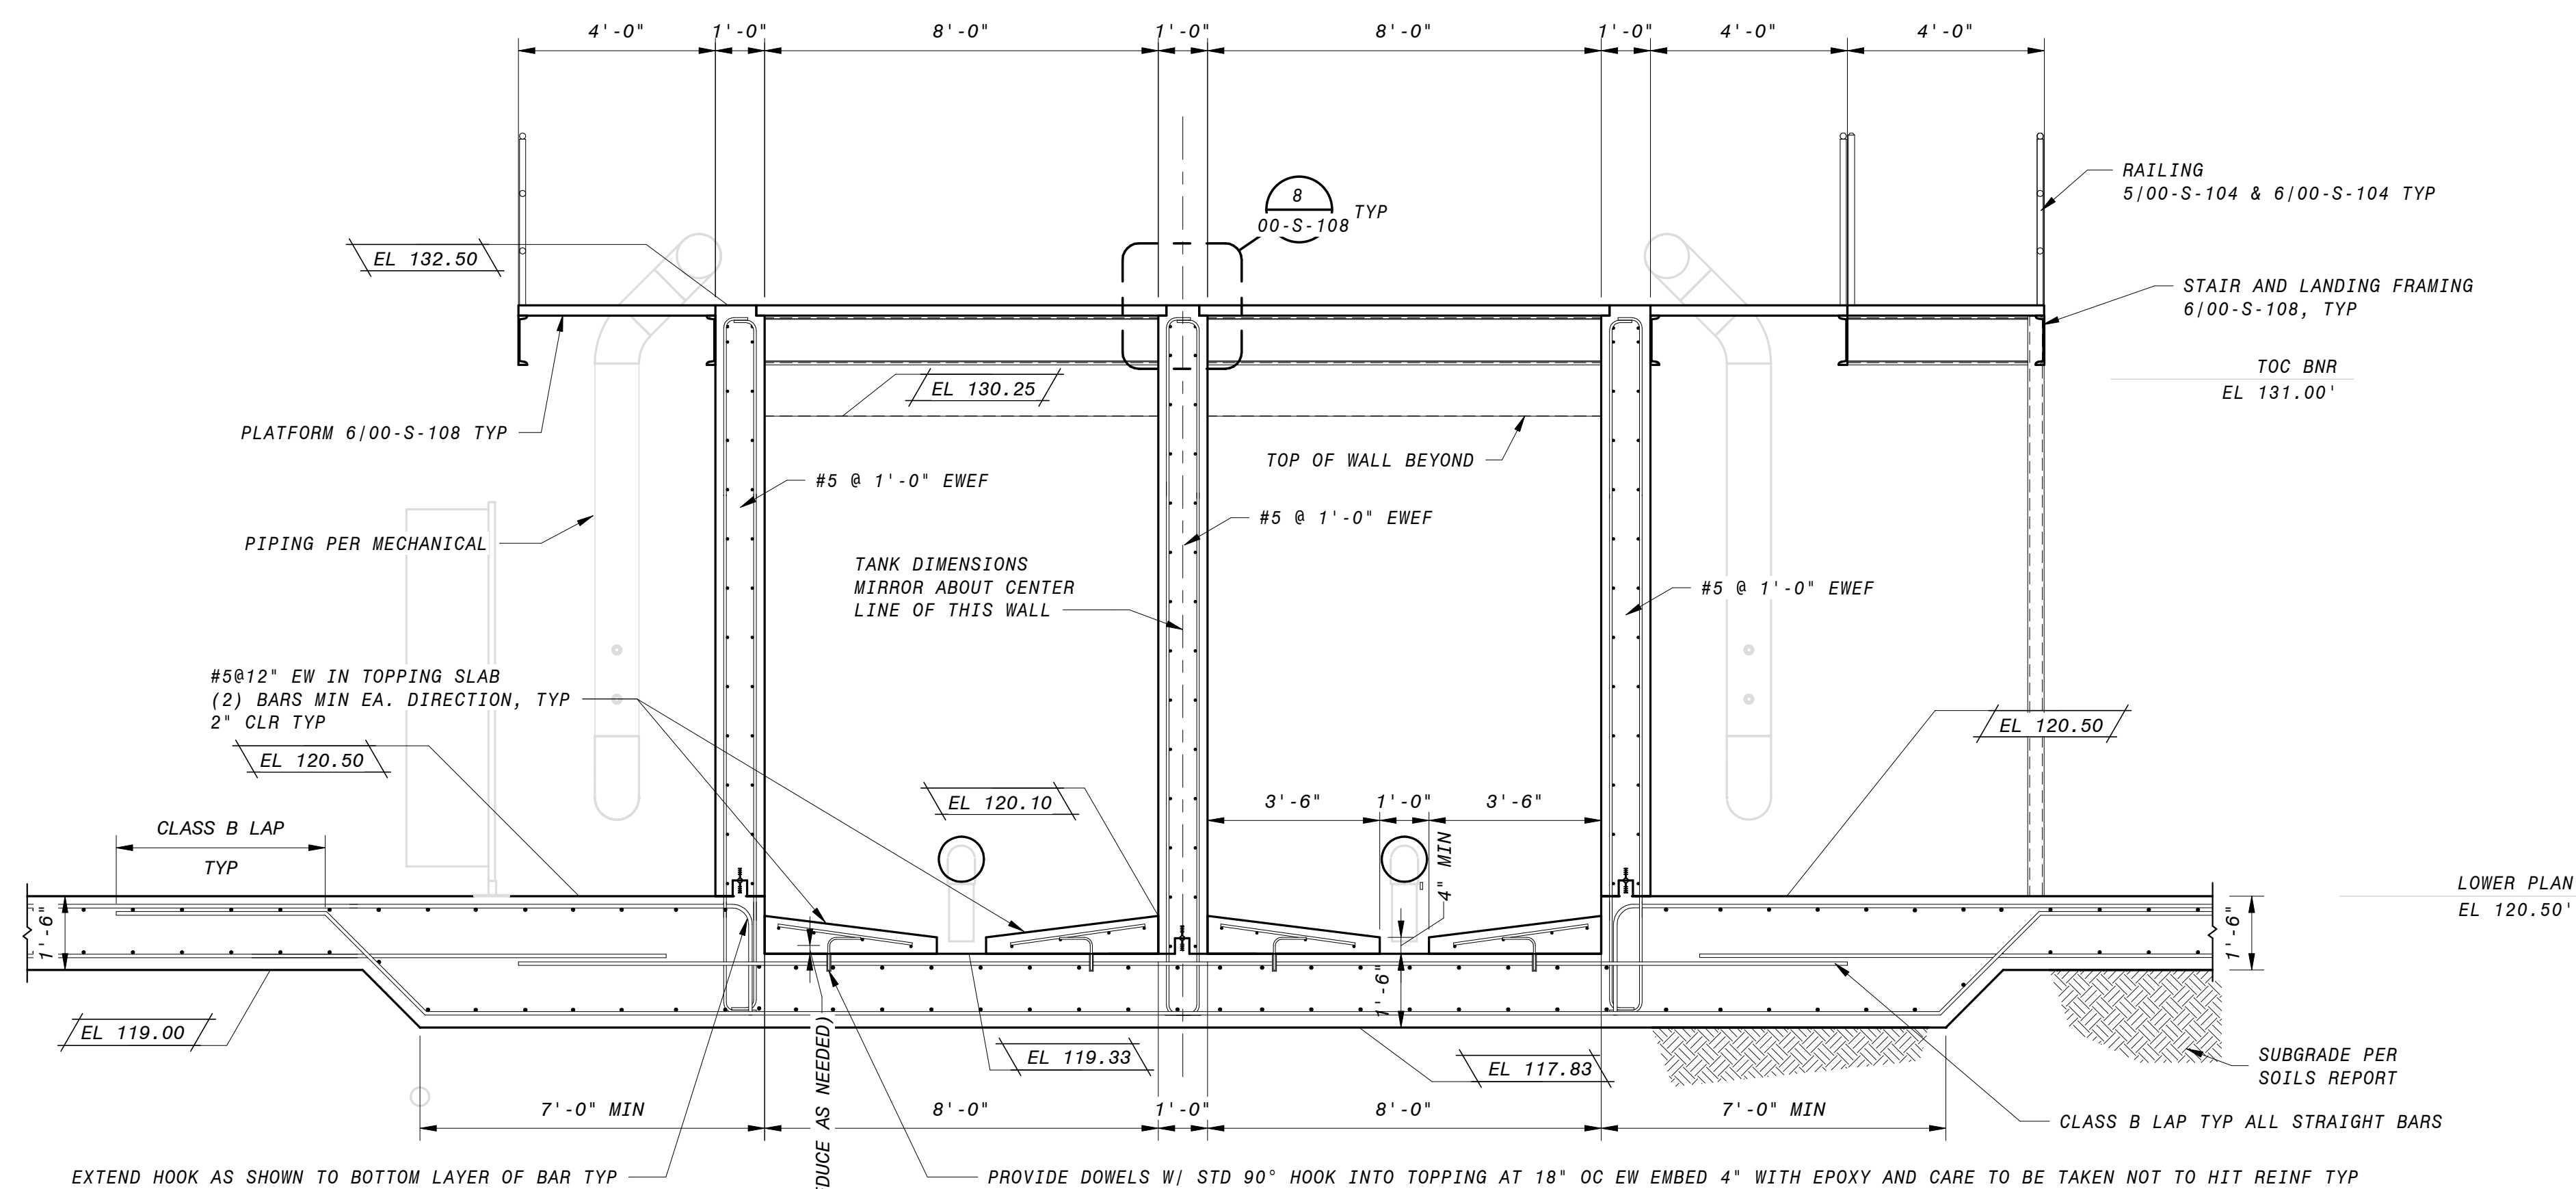 4'-0" 1'-0" 8'-0" 1'-0" 8'-0" 1'-0" 4'-0" 4'-0"
RAILING
5/00-S-104 & 6/00-S-104 TYP
8
00-S-108
TYP
EL 132.50
STAIR AND LANDING FRAMING
6/00-S-108, TYP
TOC BNR
EL 131.00'
EL 130.25
PLATFORM 6/00-S-108 TYP
TOP OF WALL BEYOND
#5 @ 1'-0" EWEF
#5 @ 1'-0" EWEF
PIPING PER MECHANICAL
TANK DIMENSIONS
MIRROR ABOUT CENTER
LINE OF THIS WALL
#5 @ 1'-0" EWEF
#5@12" EW IN TOPPING SLAB
(2) BARS MIN EA. DIRECTION, TYP
2" CLR TYP
EL 120.50
EL 120.50
EL 120.10
3'-6" 1'-0" 3'-6"
4" MIN
CLASS B LAP
TYP
LOWER PLAN
EL 120.50'
1'-6"
1'-6"
1'-6"
EL 119.00
EL 119.33
EL 117.83
SUBGRADE PER
SOILS REPORT
7'-0" MIN 8'-0" 1'-0" 8'-0" 7'-0" MIN
CLASS B LAP TYP ALL STRAIGHT BARS
AS NEEDED)
EXTEND HOOK AS SHOWN TO BOTTOM LAYER OF BAR TYP
PROVIDE DOWELS W/ STD 90° HOOK INTO TOPPING AT 18" OC EW EMBED 4" WITH EPOXY AND CARE TO BE TAKEN NOT TO HIT REINF TYP